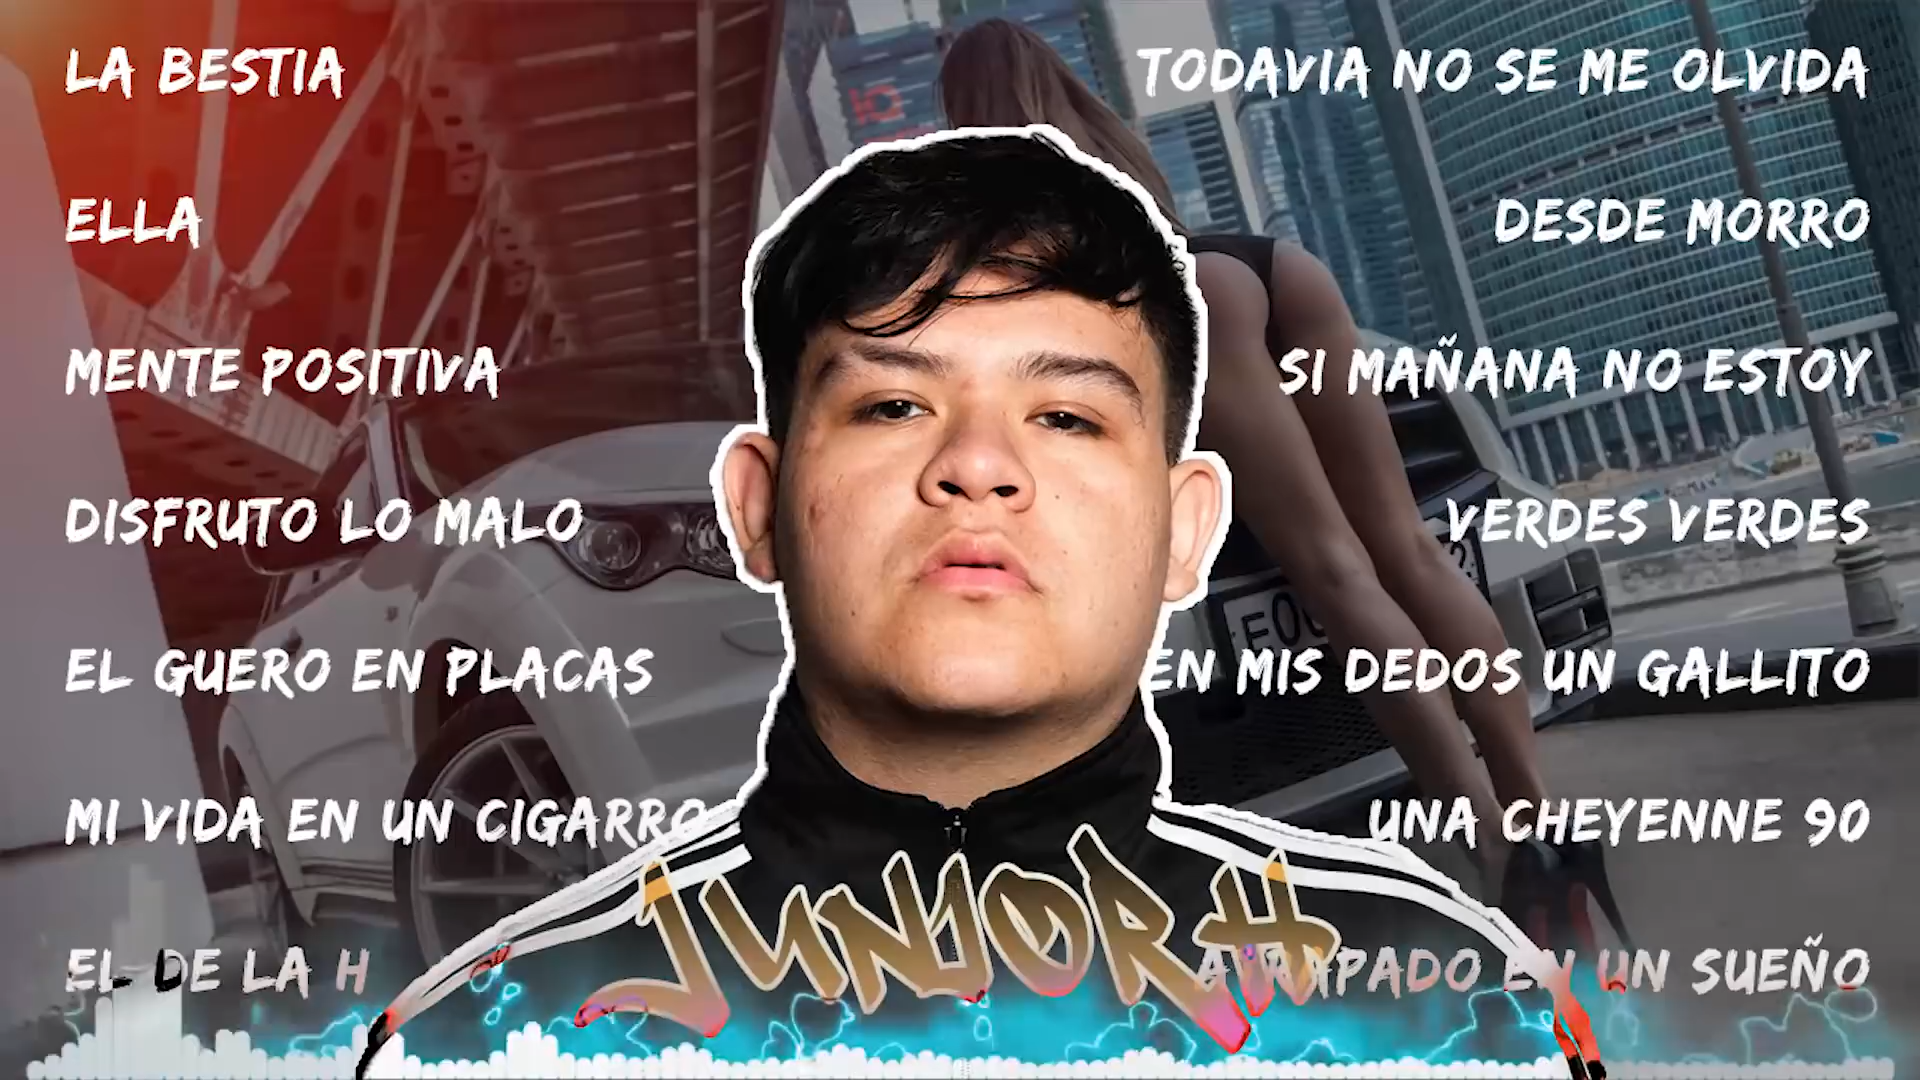 LA BESTIA
ELLA
MENTE POSITIVA
DISFRUTO LO MALO
EL GUERO EN PLACAS
MI VIDA EN UN CIGARRO
EL DE LA H
TODAVIA NO SE ME OLVIDA
DESDE MORRO
SI MAÑANA NO ESTOY
VERDES VERDES
EN MIS DEDOS UN GALLITO
UNA CHEYENNE 90
ATRAPADO EN UN SUEÑO
JUNIOR H